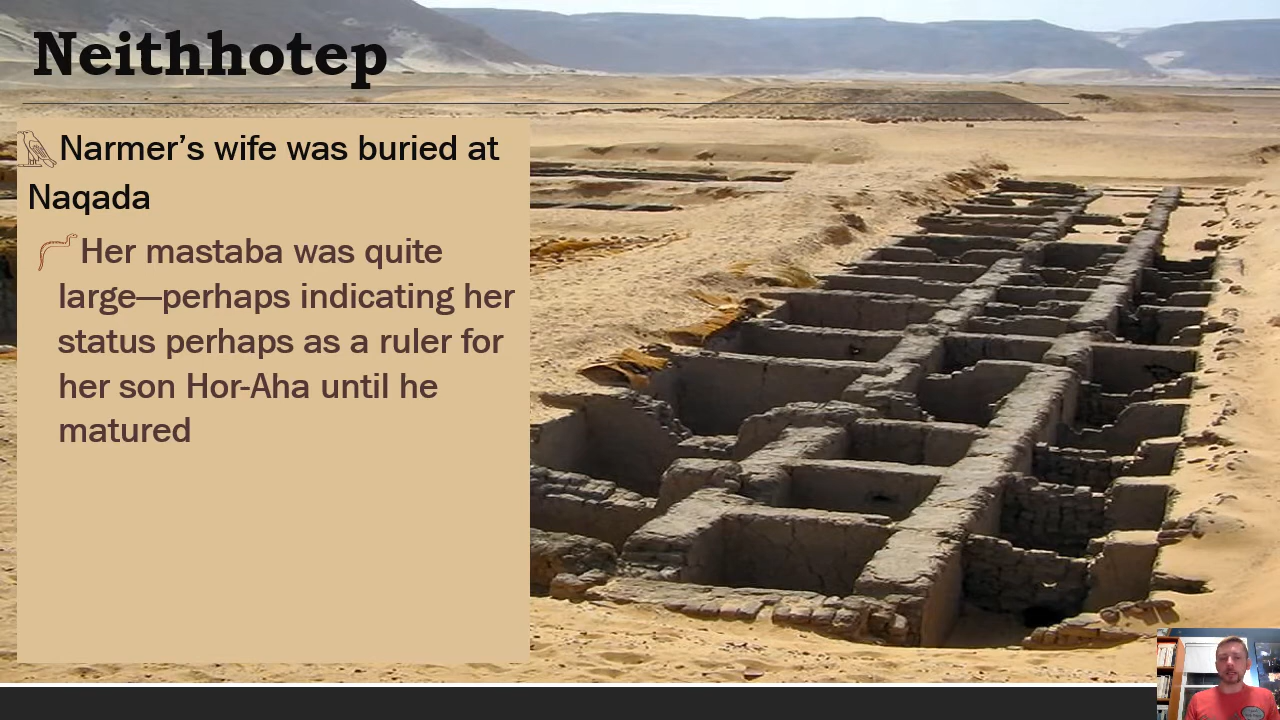 Neithhotep
Narmer’s wife was buried at
Naqada
Her mastaba was quite
large—perhaps indicating her
status perhaps as a ruler for
her son Hor-Aha until he
matured